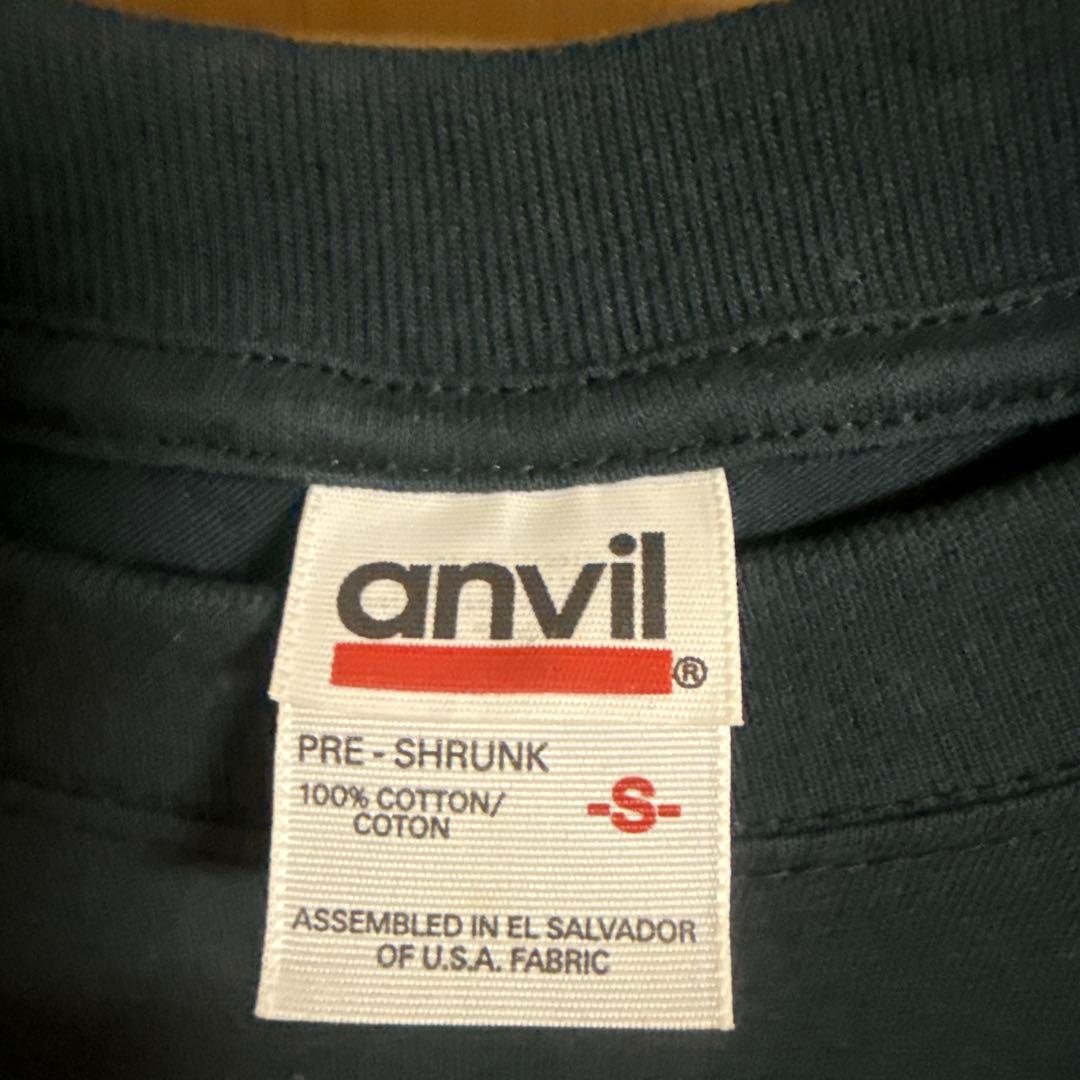 anvil®
PRE - SHRUNK
100% COTTON/
COTON
-S-
ASSEMBLED IN EL SALVADOR
OF U.S.A. FABRIC